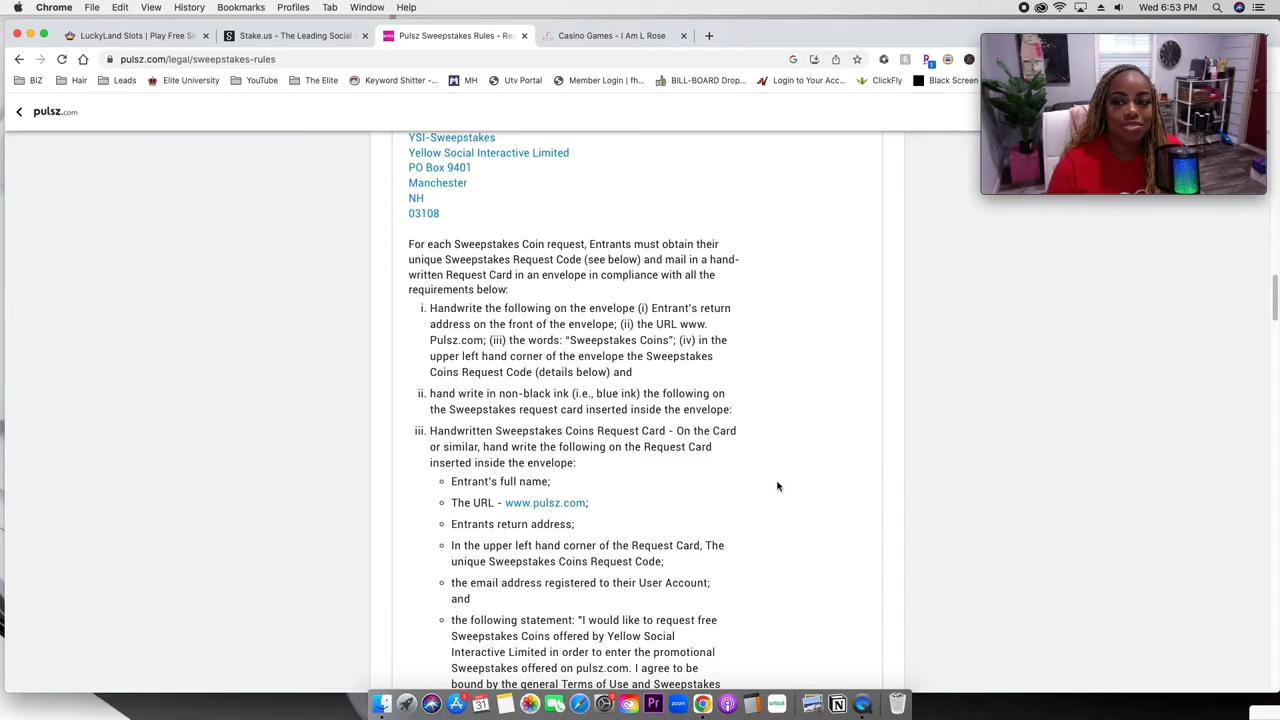 Chrome File Edit View History Bookmarks Profiles Tab Window Help Wed 6:53 PM
LuckyLand Slots | Play Free S Stake.us - The Leading Social Pulsz Sweepstakes Rules - Re Casino Games - I Am L Rose
pulsz.com/legal/sweepstakes-rules
BIZ Hair Leads Elite University YouTube The Elite Keyword Shitter -... MH Utv Portal Member Login | fh... BILL-BOARD Drop... Login to Your Acc... ClickFly Black Screen
pulsz.com
YSI-Sweepstakes
Yellow Social Interactive Limited
PO Box 9401
Manchester
NH
03108
For each Sweepstakes Coin request, Entrants must obtain their
unique Sweepstakes Request Code (see below) and mail in a hand-
written Request Card in an envelope in compliance with all the
requirements below:
i. Handwrite the following on the envelope (i) Entrant's return
address on the front of the envelope; (ii) the URL www.
Pulsz.com; (iii) the words: “Sweepstakes Coins”; (iv) in the
upper left hand corner of the envelope the Sweepstakes
Coins Request Code (details below) and
ii. hand write in non-black ink (i.e., blue ink) the following on
the Sweepstakes request card inserted inside the envelope:
iii. Handwritten Sweepstakes Coins Request Card - On the Card
or similar, hand write the following on the Request Card
inserted inside the envelope:
Entrant's full name;
The URL - www.pulsz.com;
Entrants return address;
In the upper left hand corner of the Request Card, The
unique Sweepstakes Coins Request Code;
the email address registered to their User Account;
and
the following statement: "I would like to request free
Sweepstakes Coins offered by Yellow Social
Interactive Limited in order to enter the promotional
Sweepstakes offered on pulsz.com. I agree to be
bound by the general Terms of Use and Sweepstakes
31 Pr zoom cricut